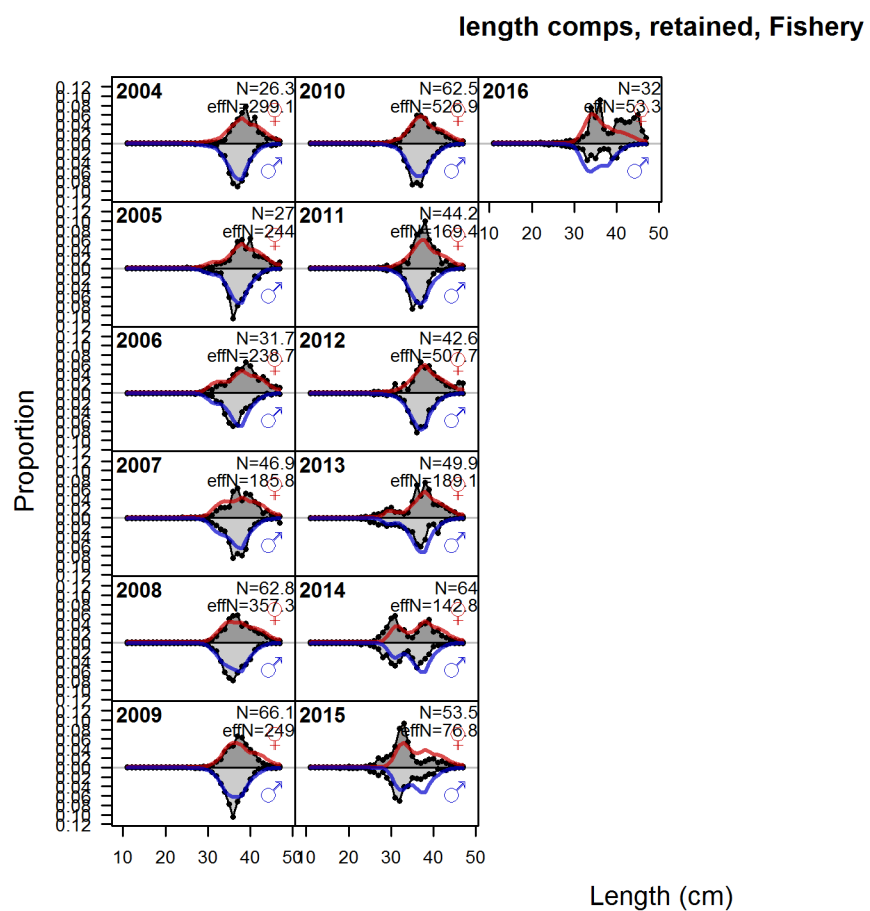 length comps, retained, Fishery
Proportion
2004
N=26.3
effN=299.1
2005
N=27
effN=244
2006
N=31.7
effN=238.7
2007
N=46.9
effN=185.8
2008
N=62.8
effN=357.3
2009
N=66.1
effN=249
2010
N=62.5
effN=526.9
2011
N=44.2
effN=169.4
2012
N=42.6
effN=507.7
2013
N=49.9
effN=189.1
2014
N=64
effN=142.8
2015
N=53.5
effN=76.8
2016
N=32
effN=53.3
10 20 30 40 50
10 20 30 40 50
10 20 30 40 50
Length (cm)